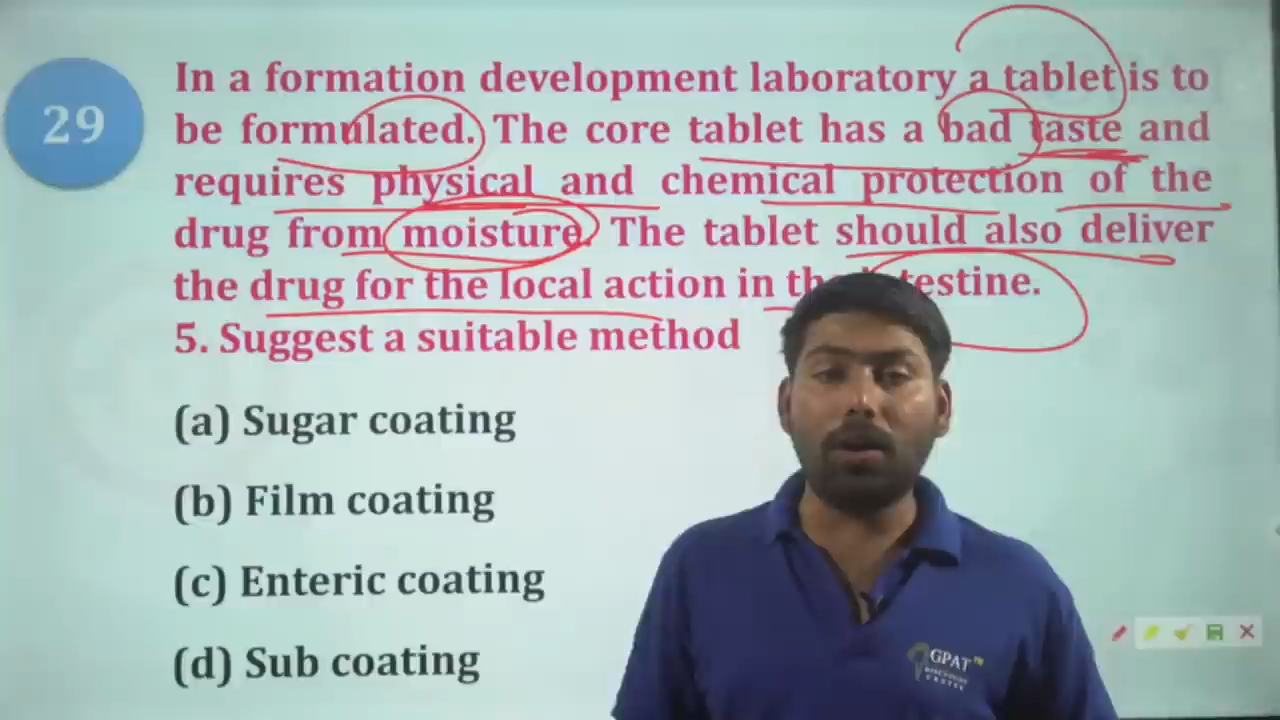 29
In a formation development laboratory a tablet is to
be formulated. The core tablet has a bad taste and
requires physical and chemical protection of the
drug from moisture. The tablet should also deliver
the drug for the local action in
5. Suggest a suitable method
(a) Sugar coating
(b) Film coating
(c) Enteric coating
(d) Sub coating
GPAT